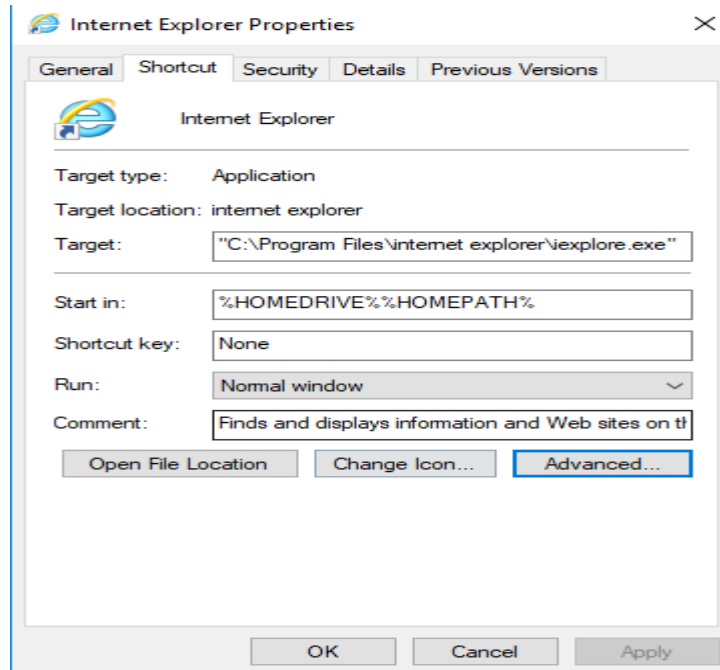 Internet Explorer Properties
General Shortcut Security Details Previous Versions
Internet Explorer
Target type: Application
Target location: internet explorer
Target: "C:\Program Files\internet explorer\iexplore.exe"
Start in: %HOMEDRIVE%%HOMEPATH%
Shortcut key: None
Run: Normal window
Comment: Finds and displays information and Web sites on th
Open File Location Change Icon... Advanced...
OK Cancel Apply